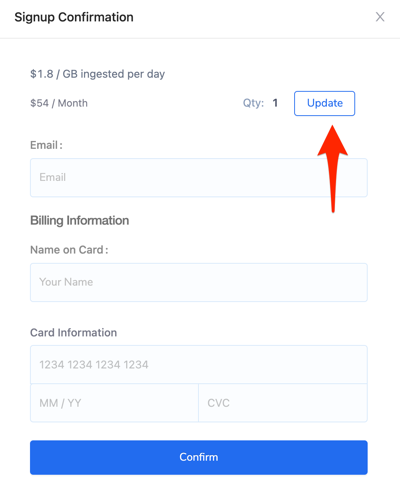 Signup Confirmation
$1.8 / GB ingested per day
$54 / Month Qty: 1 Update
Email :
Email
Billing Information
Name on Card :
Your Name
Card Information
1234 1234 1234 1234
MM / YY CVC
Confirm